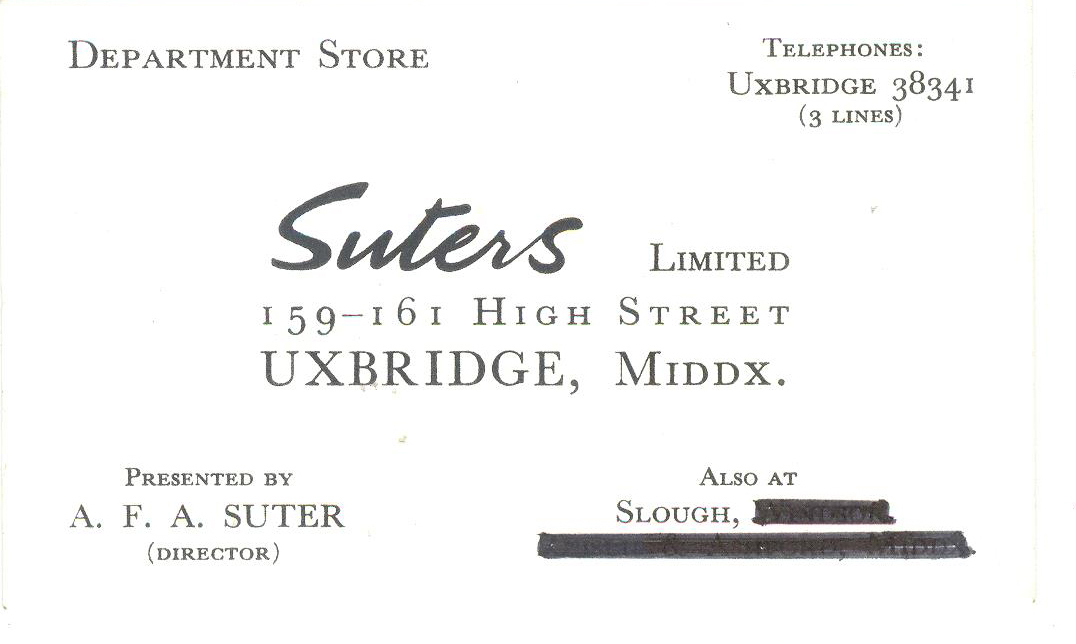 DEPARTMENT STORE
TELEPHONES:
UXBRIDGE 38341
(3 LINES)
Suters LIMITED
159-161 HIGH STREET
UXBRIDGE, MIDDX.
PRESENTED BY
A. F. A. SUTER
(DIRECTOR)
ALSO AT
SLOUGH,